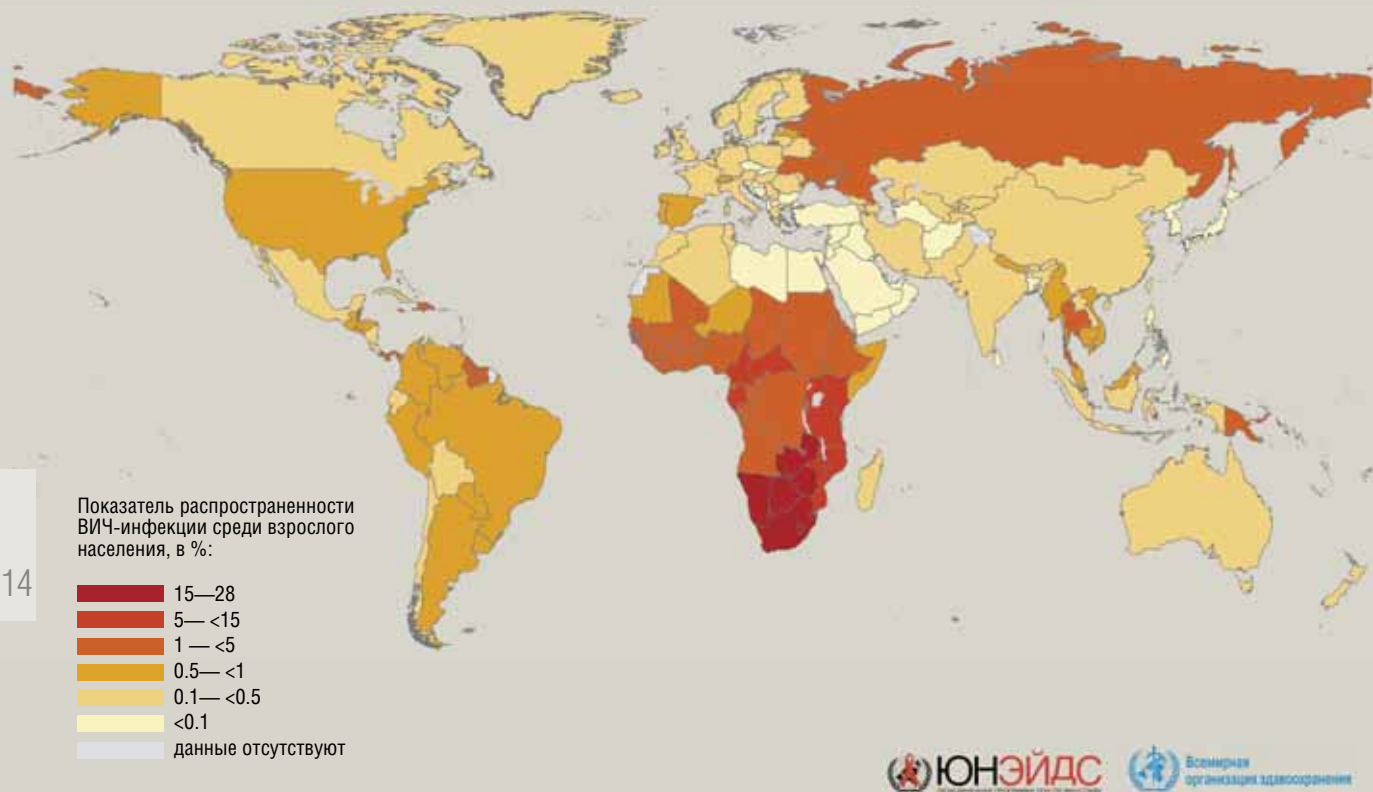 Показатель распространенности
ВИЧ-инфекции среди взрослого
населения, в %:
14
15—28
5— <15
1 — <5
0.5— <1
0.1— <0.5
<0.1
данные отсутствуют
ЮНЭЙДС
Всемирная
организация здравоохранения